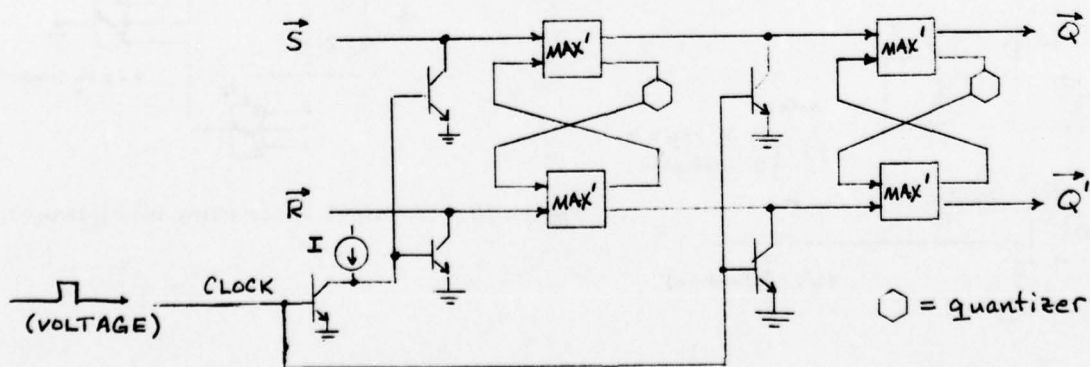 S
MAX'
MAX'
Q
R
MAX'
MAX'
Q'
I
CLOCK
(VOLTAGE)
= quantizer